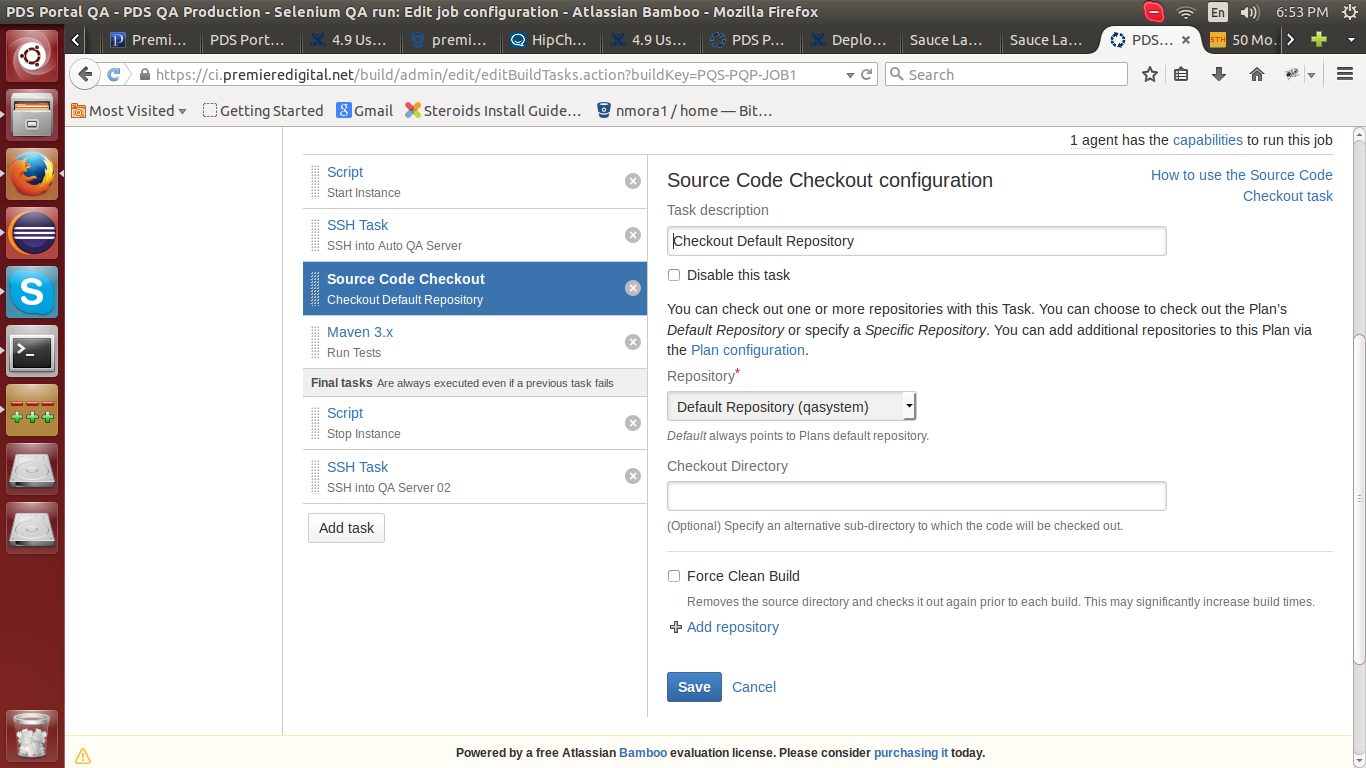 PDS Portal QA - PDS QA Production - Selenium QA run: Edit job configuration - Atlassian Bamboo - Mozilla Firefox
En
6:53 PM
Premi…
PDS Port…
4.9 Us…
premi…
HipCh…
4.9 Us…
PDS P…
Deplo…
Sauce La…
Sauce La…
PDS…
STH
50 Mo…
https://ci.premieredigital.net/build/admin/edit/editBuildTasks.action?buildKey=PQS-PQP-JOB1
Search
Most Visited
Getting Started
Gmail
Steroids Install Guide…
nmora1 / home — Bit…
1 agent has the capabilities to run this job
Script
Start Instance
SSH Task
SSH into Auto QA Server
Source Code Checkout
Checkout Default Repository
Maven 3.x
Run Tests
Final tasks Are always executed even if a previous task fails
Script
Stop Instance
SSH Task
SSH into QA Server 02
Add task
Source Code Checkout configuration
How to use the Source Code
Checkout task
Task description
Checkout Default Repository
Disable this task
You can check out one or more repositories with this Task. You can choose to check out the Plan’s
Default Repository or specify a Specific Repository. You can add additional repositories to this Plan via
the Plan configuration.
Repository*
Default Repository (qasystem)
Default always points to Plans default repository.
Checkout Directory
(Optional) Specify an alternative sub-directory to which the code will be checked out.
Force Clean Build
Removes the source directory and checks it out again prior to each build. This may significantly increase build times.
Add repository
Save
Cancel
Powered by a free Atlassian Bamboo evaluation license. Please consider purchasing it today.